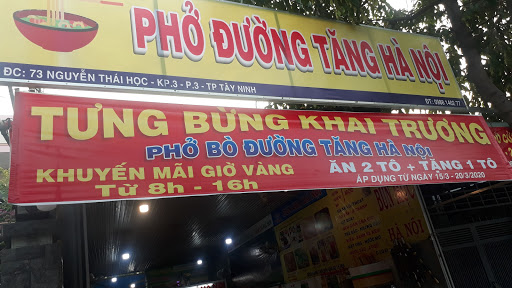 PHỞ ĐƯỜNG TĂNG HÀ NỘI
ĐC: 73 NGUYỄN THÁI HỌC - KP.3 - P.3 - TP TÂY NINH
TƯNG BỪNG KHAI TRƯƠNG
PHỞ BÒ ĐƯỜNG TĂNG HÀ NỘI
KHUYẾN MÃI GIỜ VÀNG
Từ 8h - 16h
ĂN 2 TÔ + TẶNG 1 TÔ
ÁP DỤNG TỪ NGÀY 15/3 - 20/3/2020
HÀ NỘI